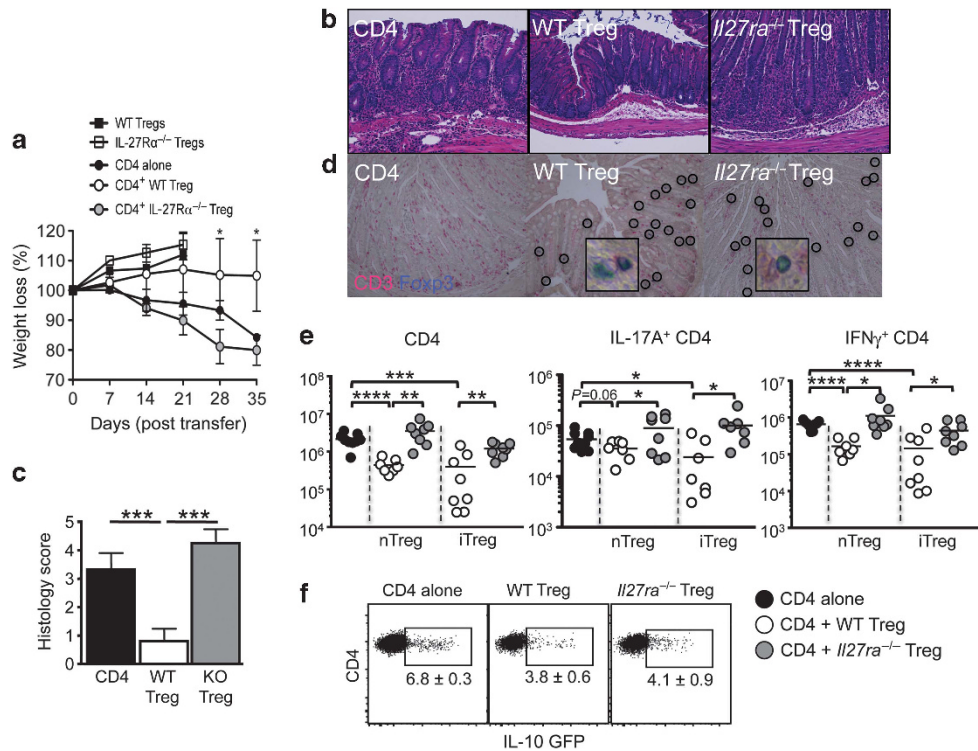 a
WT Tregs
IL-27Rα–/– Tregs
CD4 alone
CD4+ WT Treg
CD4+ IL-27Rα–/– Treg
Weight loss (%)
120
110
100
90
80
70
* *
0 7 14 21 28 35
Days (post transfer)
b
CD4 WT Treg Il27ra–/– Treg
c
Histology score
5
4
3
2
1
0
*** ***
CD4 WT Treg KO Treg
d
CD4 WT Treg Il27ra–/– Treg
CD3 Foxp3
e
CD4
10^8
10^7
10^6
10^5
10^4
***
**** ** **
nTreg iTreg
IL-17A+ CD4
10^6
10^5
10^4
10^3
*
P=0.06 * *
nTreg iTreg
IFNγ+ CD4
10^7
10^6
10^5
10^4
10^3
****
**** * *
nTreg iTreg
f
CD4 alone WT Treg Il27ra–/– Treg
CD4
6.8 ± 0.3 3.8 ± 0.6 4.1 ± 0.9
IL-10 GFP
CD4 alone
CD4 + WT Treg
CD4 + Il27ra–/– Treg